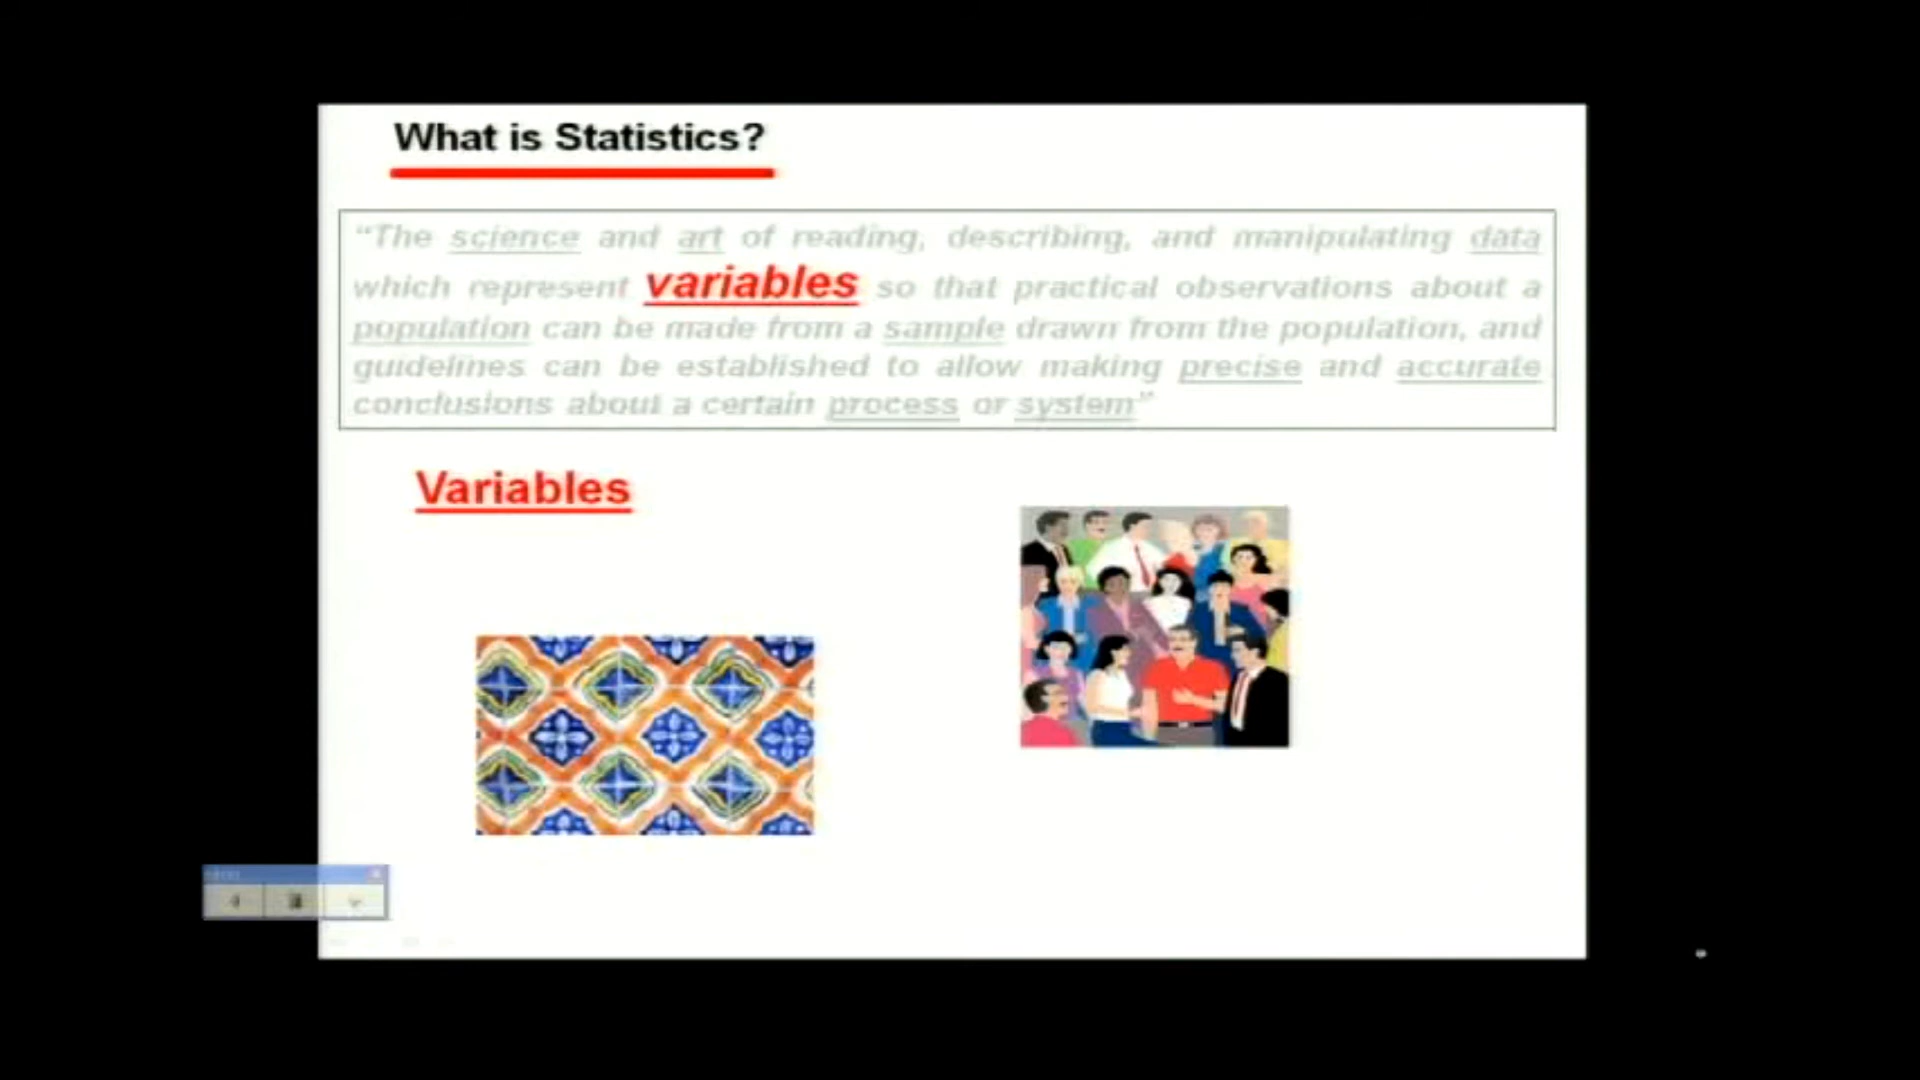 What is Statistics?
“The science and art of reading, describing, and manipulating data
which represent variables so that practical observations about a
population can be made from a sample drawn from the population, and
guidelines can be established to allow making precise and accurate
conclusions about a certain process or system”
Variables